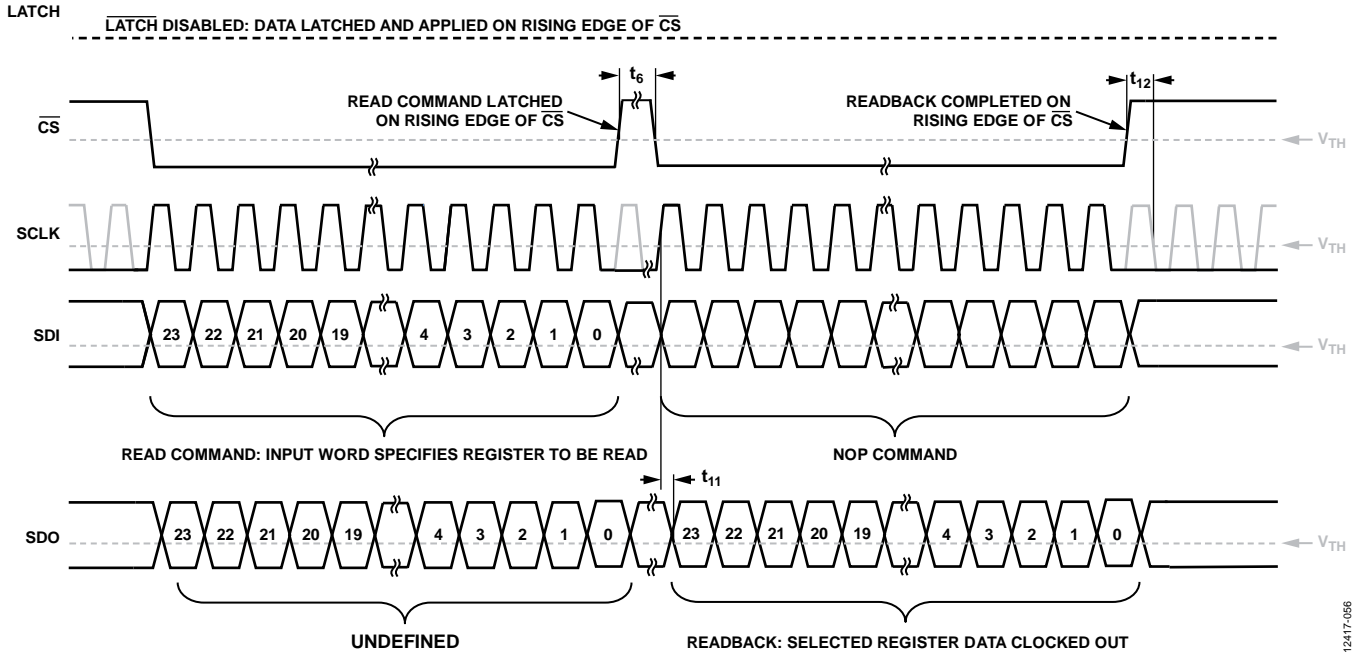 LATCH
LATCH DISABLED: DATA LATCHED AND APPLIED ON RISING EDGE OF CS
t6
t12
READ COMMAND LATCHED
ON RISING EDGE OF CS
READBACK COMPLETED ON
RISING EDGE OF CS
CS
VTH
SCLK
VTH
SDI
23 22 21 20 19 4 3 2 1 0
VTH
READ COMMAND: INPUT WORD SPECIFIES REGISTER TO BE READ
NOP COMMAND
t11
SDO
23 22 21 20 19 4 3 2 1 0 23 22 21 20 19 4 3 2 1 0
VTH
UNDEFINED
READBACK: SELECTED REGISTER DATA CLOCKED OUT
12417-056